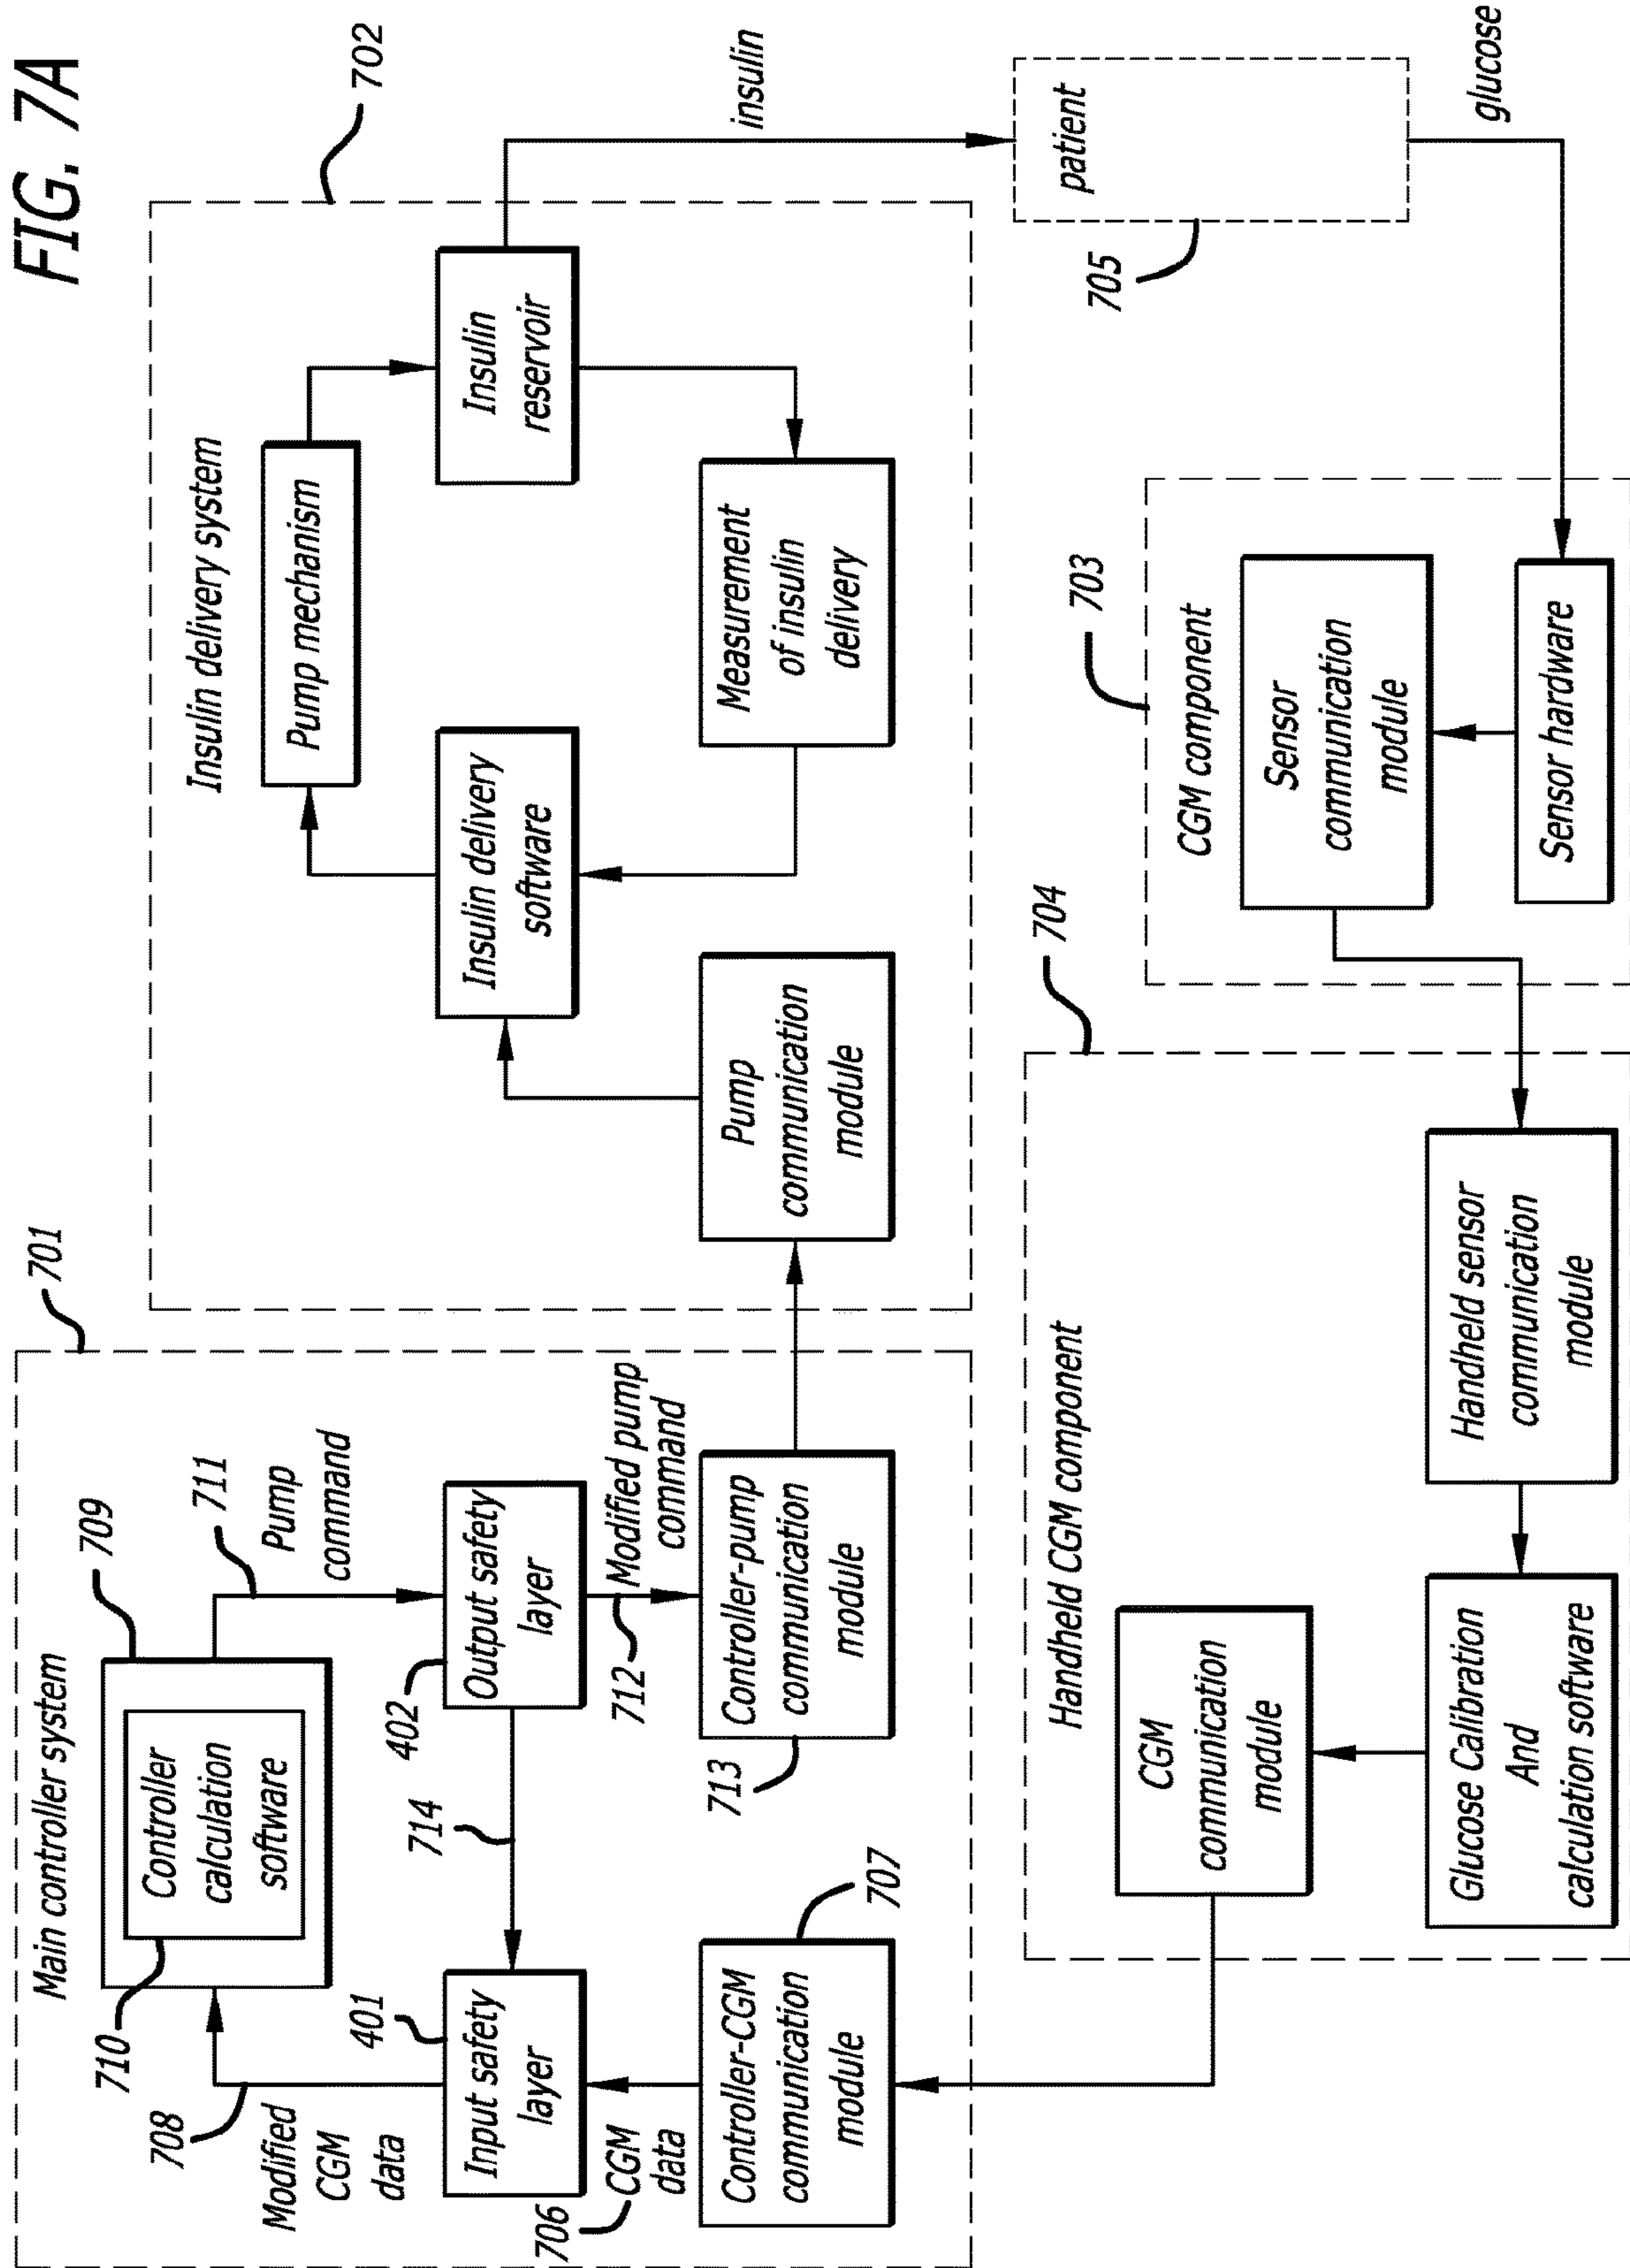 FIG. 7A
701
Main controller system
709
Controller
calculation
software
710
711
Pump
command
708
Modified
CGM
data
401
Input safety
layer
714
402
Output safety
layer
712
Modified pump
command
706
CGM
data
Controller-CGM
communication
module
707
713
Controller-pump
communication
module
702
Insulin delivery system
Pump mechanism
Insulin delivery
software
Insulin
reservoir
Pump
communication
module
Measurement
of insulin
delivery
insulin
patient
705
glucose
704
Handheld CGM component
CGM
communication
module
Glucose Calibration
And
calculation software
Handheld sensor
communication
module
703
CGM component
Sensor
communication
module
Sensor hardware